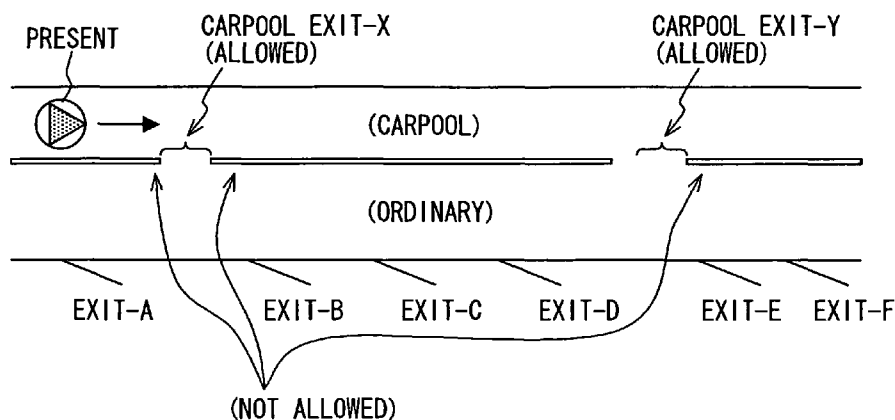 PRESENT
CARPOOL EXIT-X
(ALLOWED)
CARPOOL EXIT-Y
(ALLOWED)
(CARPOOL)
(ORDINARY)
EXIT-A
EXIT-B
EXIT-C
EXIT-D
EXIT-E
EXIT-F
(NOT ALLOWED)